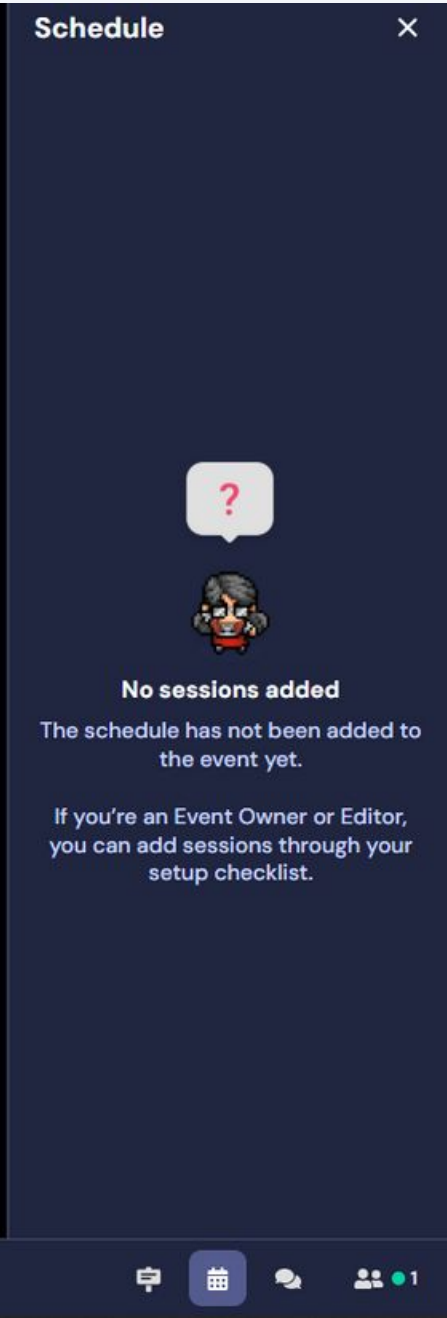 Schedule
?
No sessions added
The schedule has not been added to
the event yet.
If you’re an Event Owner or Editor,
you can add sessions through your
setup checklist.
1